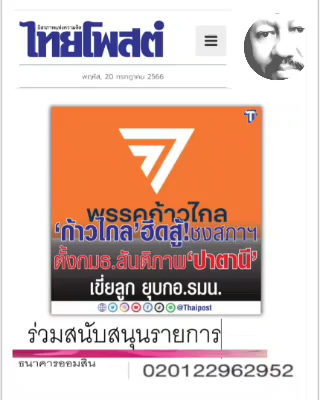 อิสรภาพแห่งความคิด
ไทยโพสต์
พฤหัส, 20 กรกฎาคม 2566
พรรคก้าวไกล
'ก้าวไกล'ฮึดสู้!ชงสภาฯ
ตั้งกมธ.สันติภาพ'ปาตานี'
เขี่ยลูก ยุบกอ.รมน.
@Thaipost
ร่วมสนับสนุนรายการ
ธนาคารออมสิน
020122962952